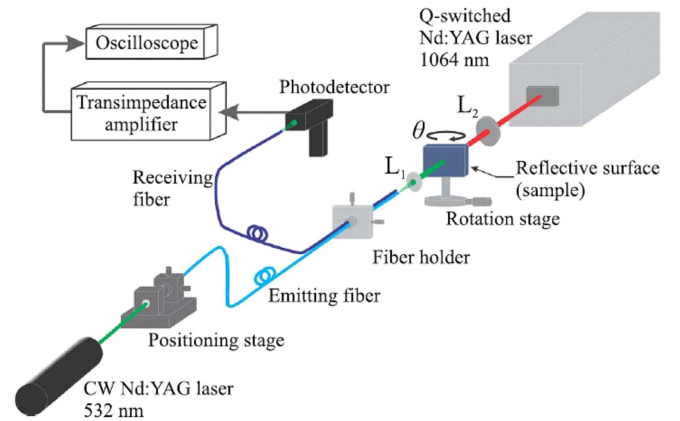 Q-switched
Nd:YAG laser
1064 nm
Oscilloscope
Photodetector
Transimpedance
amplifier
L2
θ
L1
Receiving
fiber
Reflective surface
(sample)
Rotation stage
Fiber holder
Emitting fiber
Positioning stage
CW Nd:YAG laser
532 nm